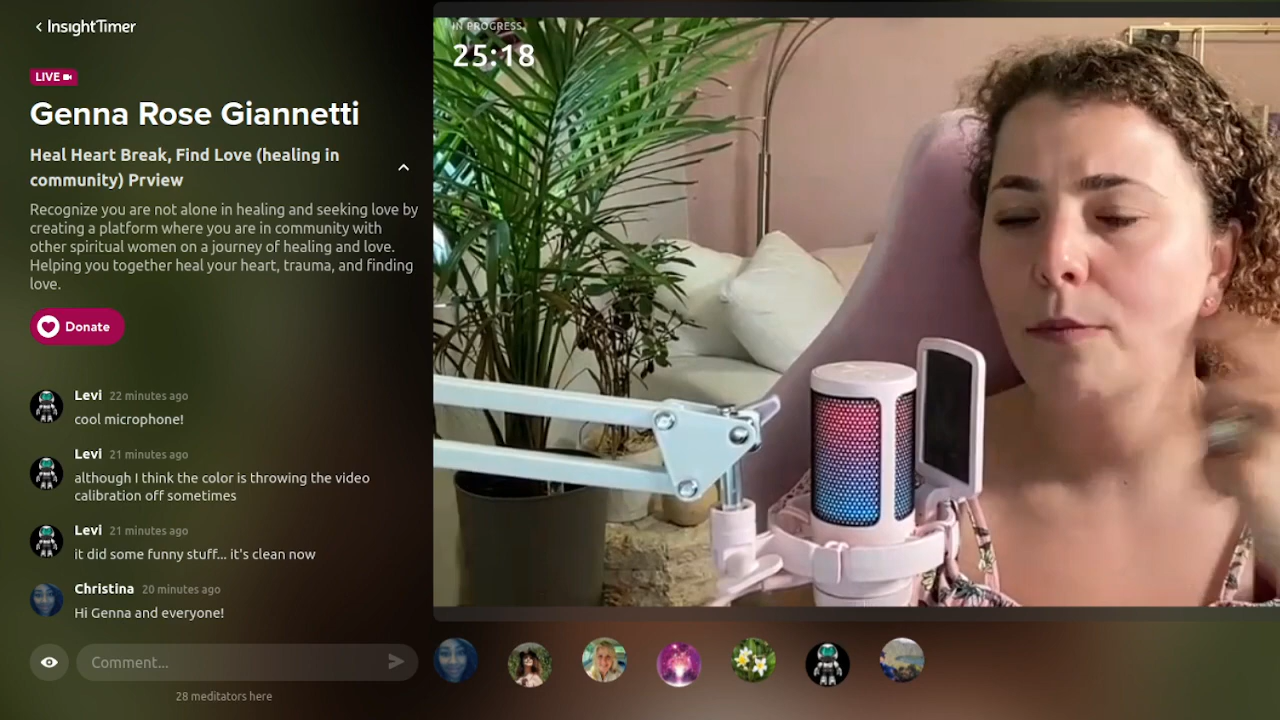 InsightTimer
LIVE
Genna Rose Giannetti
Heal Heart Break, Find Love (healing in
community) Prview
Recognize you are not alone in healing and seeking love by
creating a platform where you are in community with
other spiritual women on a journey of healing and love.
Helping you together heal your heart, trauma, and finding
love.
Donate
Levi 22 minutes ago
cool microphone!
Levi 21 minutes ago
although I think the color is throwing the video
calibration off sometimes
Levi 21 minutes ago
it did some funny stuff... it's clean now
Christina 20 minutes ago
Hi Genna and everyone!
Comment...
28 meditators here
IN PROGRESS
25:18